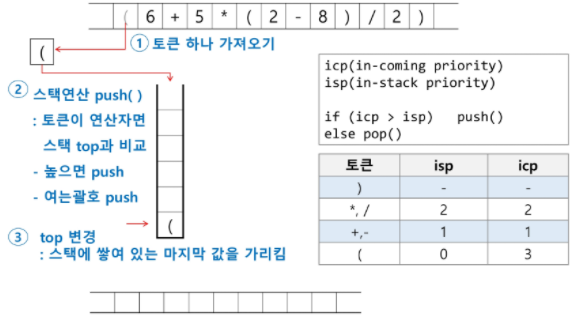 ( 6 + 5 * ( 2 - 8 ) / 2 )
① 토큰 하나 가져오기
(
② 스택연산 push( )
: 토큰이 연산자면
스택 top과 비교
- 높으면 push
- 여는괄호 push
(
③ top 변경
: 스택에 쌓여 있는 마지막 값을 가리킴
icp(in-coming priority)
isp(in-stack priority)
if (icp > isp) push()
else pop()
토큰 isp icp
) - -
*, / 2 2
+,- 1 1
( 0 3